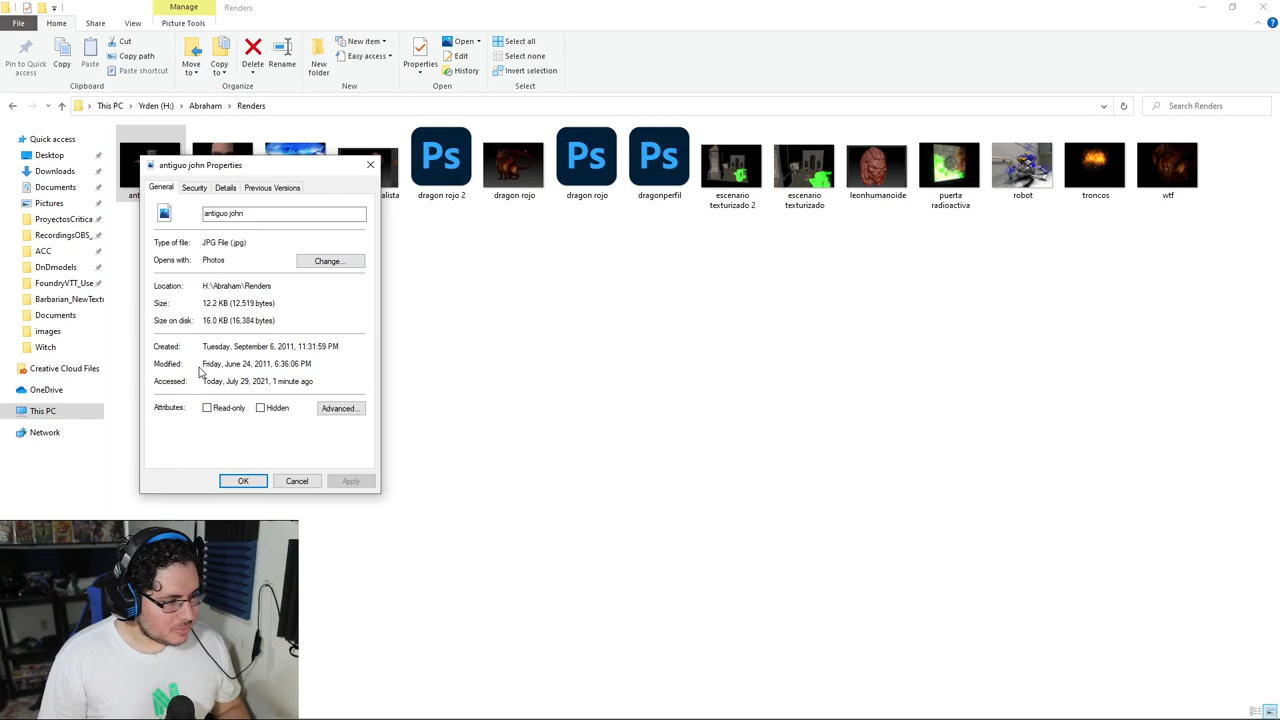 Manage
Renders
File
Home
Share
View
Picture Tools
Pin to Quick access
Copy
Paste
Cut
Copy path
Paste shortcut
Clipboard
Move to
Copy to
Delete
Rename
Organize
New folder
New item
Easy access
New
Properties
Open
Edit
History
Open
Select all
Select none
Invert selection
Select
This PC > Yrden (H:) > Abraham > Renders
Search Renders
Quick access
Desktop
Downloads
Documents
Pictures
ProyectosCritica
RecordingsOBS_
ACC
DnDmodels
FoundryVTT_Use
Barbarian_NewTextu
Documents
images
Witch
Creative Cloud Files
OneDrive
This PC
Network
Ps
Ps
Ps
dragon rojo 2
dragon rojo
dragon rojo
dragonperfil
escenario texturizado 2
escenario texturizado
leonhumanoide
puerta radioactiva
robot
troncos
wtf
antiguo john Properties
General
Security
Details
Previous Versions
antiguo john
Type of file: JPG File (.jpg)
Opens with: Photos
Change...
Location: H:\Abraham\Renders
Size: 12.2 KB (12,519 bytes)
Size on disk: 16.0 KB (16,384 bytes)
Created: Tuesday, September 6, 2011, 11:31:59 PM
Modified: Friday, June 24, 2011, 6:36:06 PM
Accessed: Today, July 29, 2021, 1 minute ago
Attributes: Read-only Hidden Advanced...
OK
Cancel
Apply